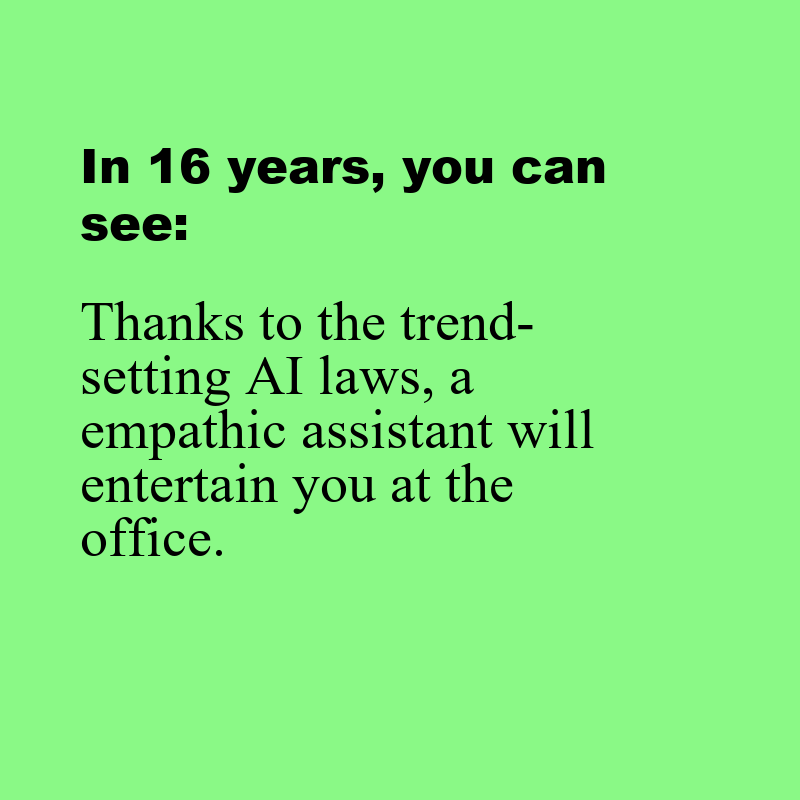 In 16 years, you can
see:
Thanks to the trend-
setting AI laws, a
empathic assistant will
entertain you at the
office.